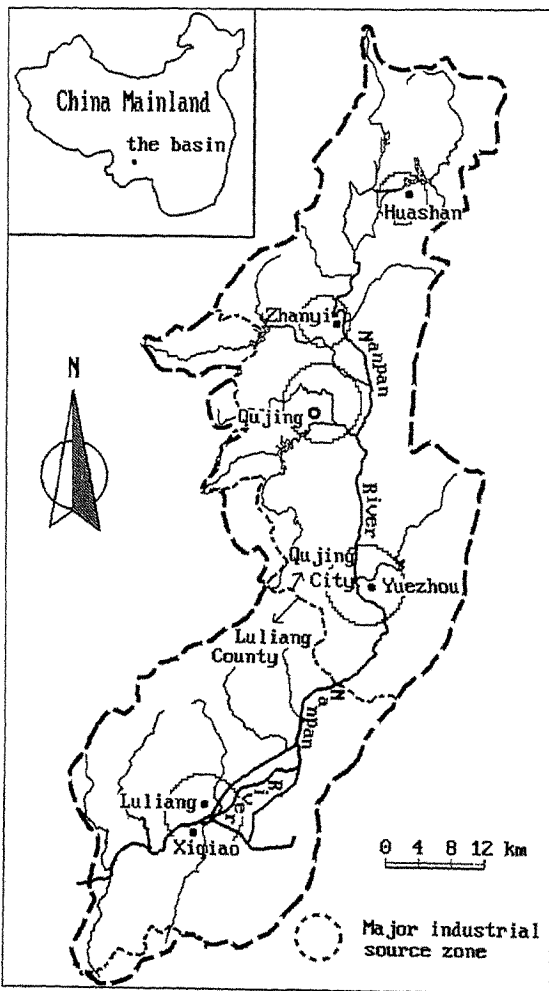 China Mainland
the basin
Huashan
Zhanyi
Nanpan
N
Qujing
River
Qujing
City
Yuezhou
Luliang
County
Nanpan
River
Luliang
Xiqiao
0 4 8 12 km
Major industrial
source zone